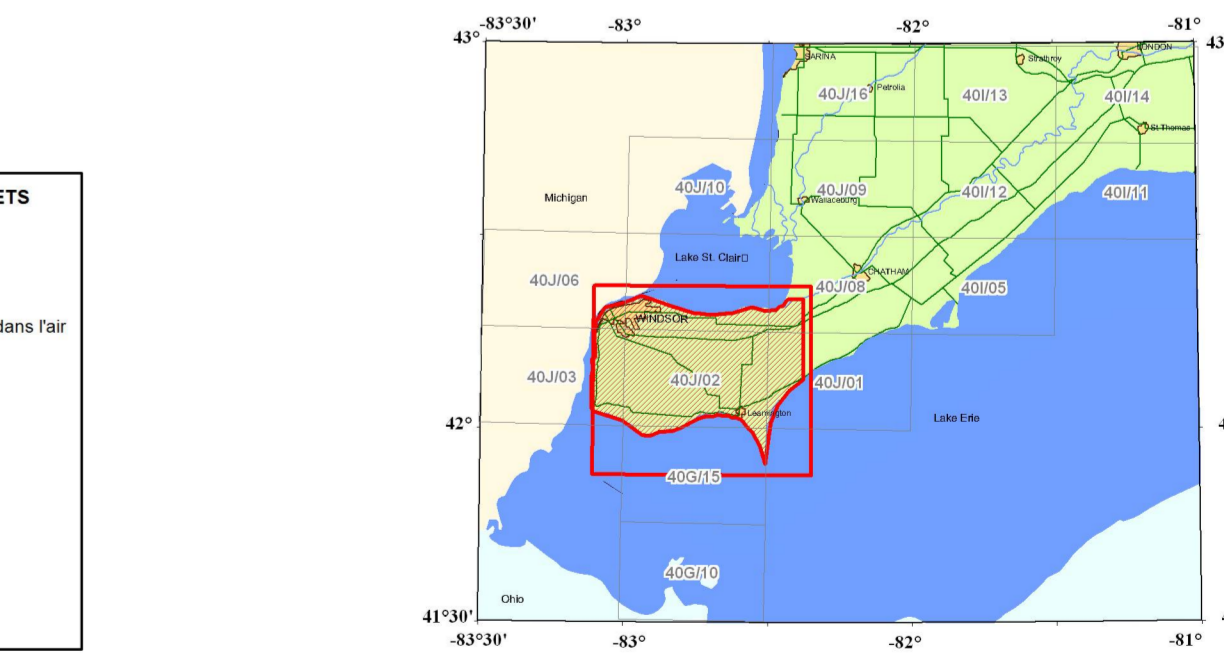 -83°30'
-83°
-82°
-81°
43°
43
SARINA
Strathroy
LONDON
40J/16
Petrolia
40I/13
40I/14
St Thomas
ETS
Michigan
40J/10
40J/09
Wallaceburg
40I/12
40I/11
Lake St. Clair
40J/06
CHATHAM
40J/08
40I/05
dans l'air
WINDSOR
40J/03
40J/02
40J/01
Leamington
Lake Erie
42°
4
40G/15
40G/10
Ohio
41°30'
4
-83°30'
-83°
-82°
-81°